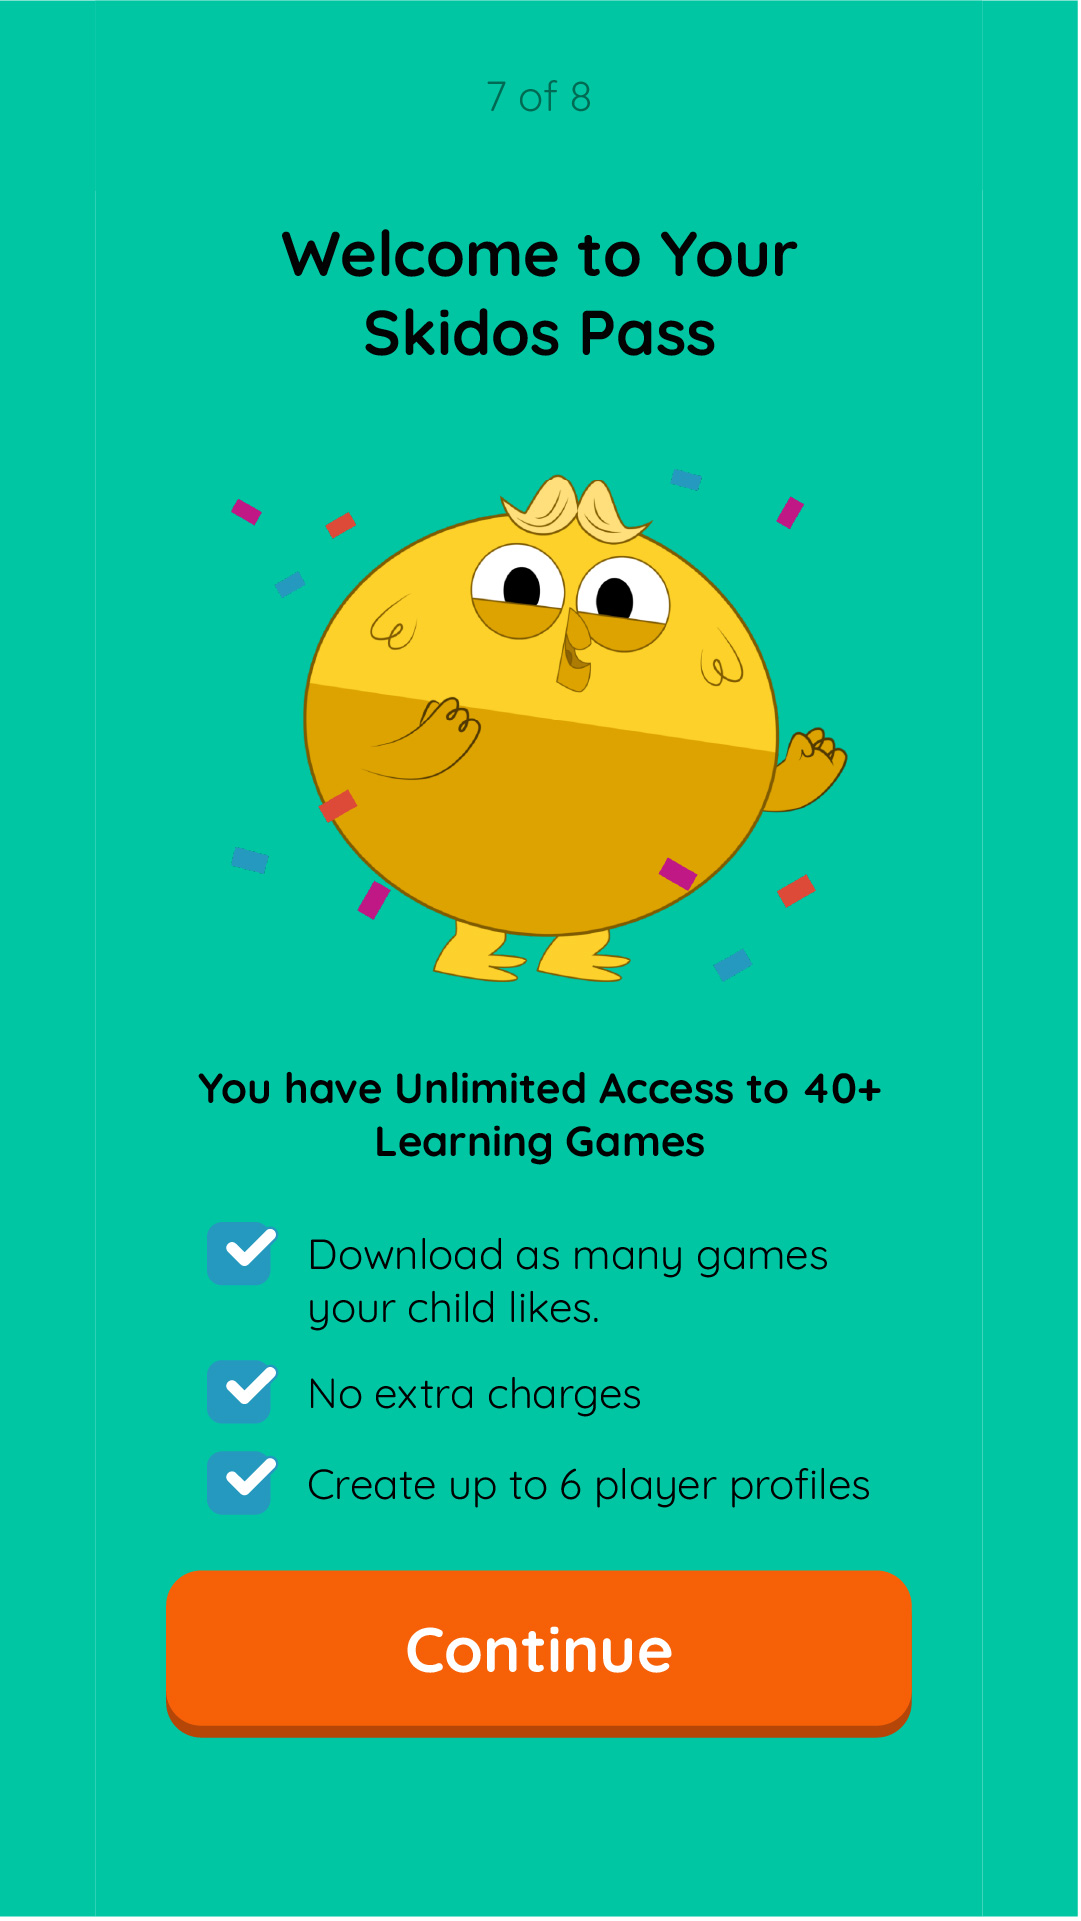 7 of 8
Welcome to Your
Skidos Pass
You have Unlimited Access to 40+
Learning Games
Download as many games
your child likes.
No extra charges
Create up to 6 player profiles
Continue